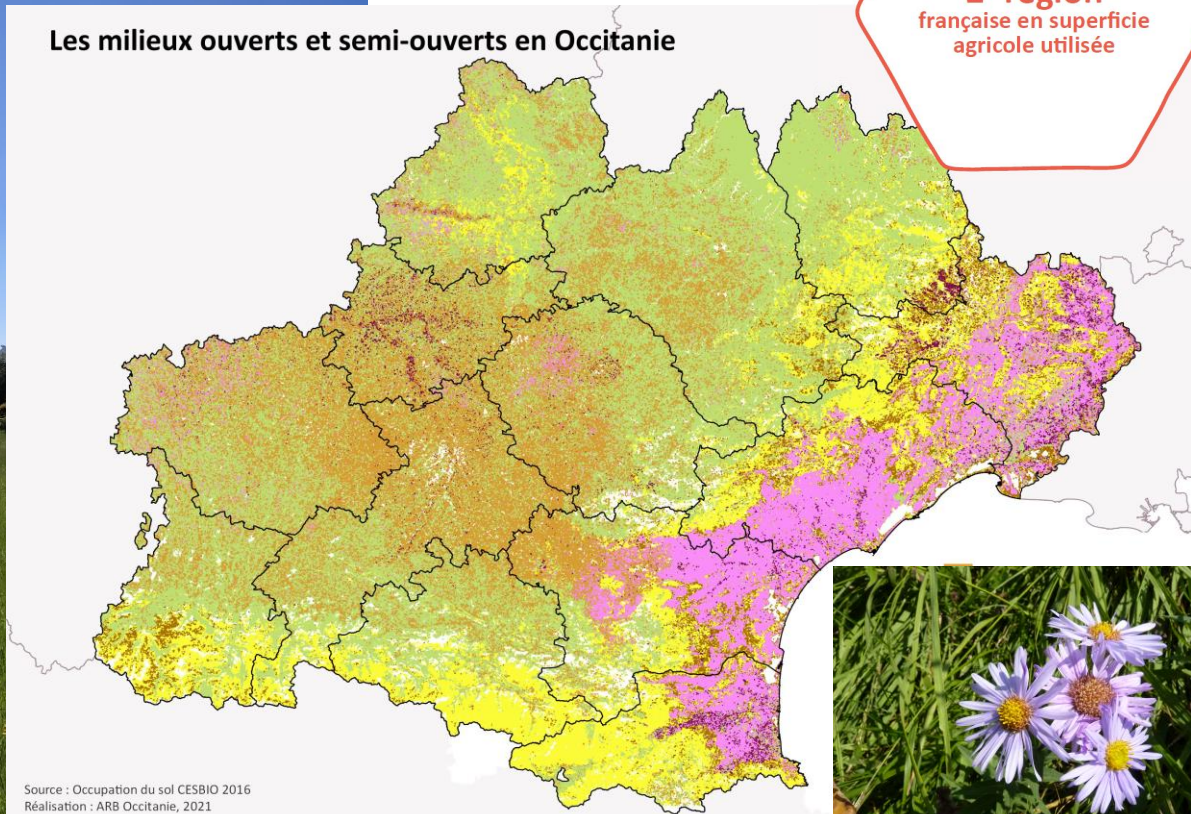 Les milieux ouverts et semi-ouverts en Occitanie
française en superficie
agricole utilisée
Source : Occupation du sol CESBIO 2016
Réalisation : ARB Occitanie, 2021